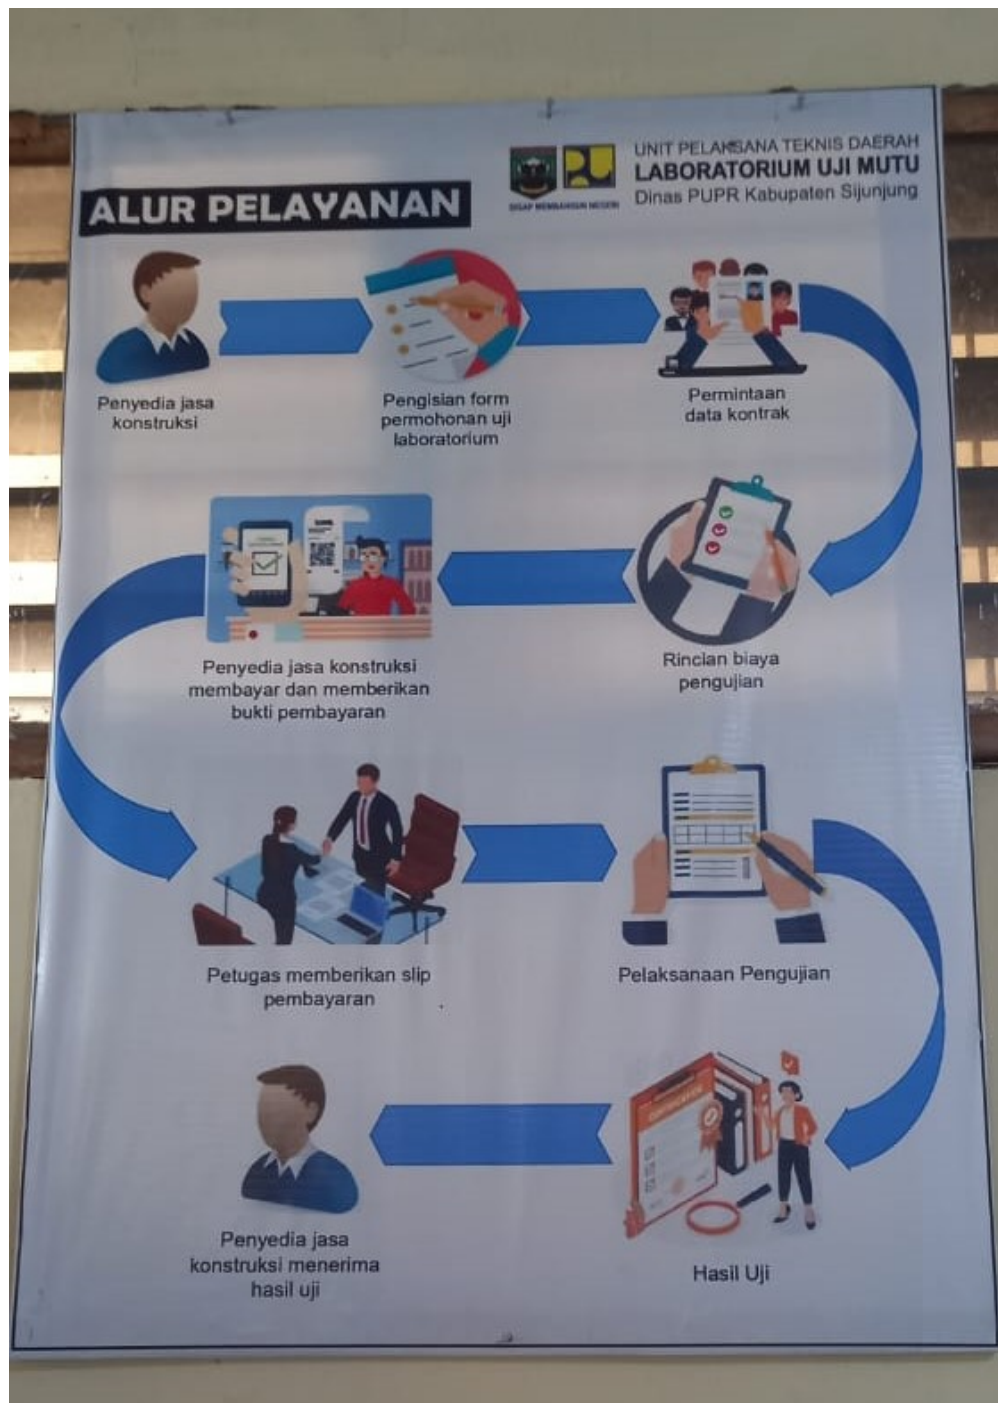 UNIT PELAKSANA TEKNIS DAERAH
LABORATORIUM UJI MUTU
Dinas PUPR Kabupaten Sijunjung
PU
ALUR PELAYANAN
Penyedia jasa
konstruksi
Pengisian form
permohonan uji
laboratorium
Permintaan
data kontrak
Rincian biaya
pengujian
Penyedia jasa konstruksi
membayar dan memberikan
bukti pembayaran
Petugas memberikan slip
pembayaran
Pelaksanaan Pengujian
Hasil Uji
Penyedia jasa
konstruksi menerima
hasil uji